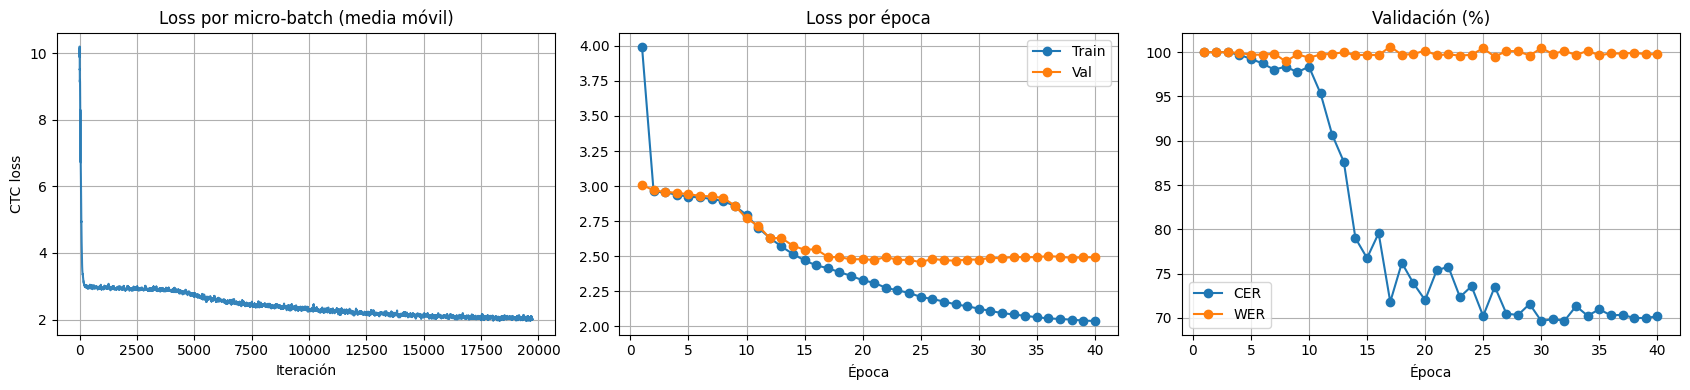 Loss por micro-batch (media móvil)
10
8
6
4
2
CTC loss
0 2500 5000 7500 10000 12500 15000 17500 20000
Iteración
Loss por época
4.00
3.75
3.50
3.25
3.00
2.75
2.50
2.25
2.00
Train
Val
0 5 10 15 20 25 30 35 40
Época
Validación (%)
100
95
90
85
80
75
70
CER
WER
0 5 10 15 20 25 30 35 40
Época